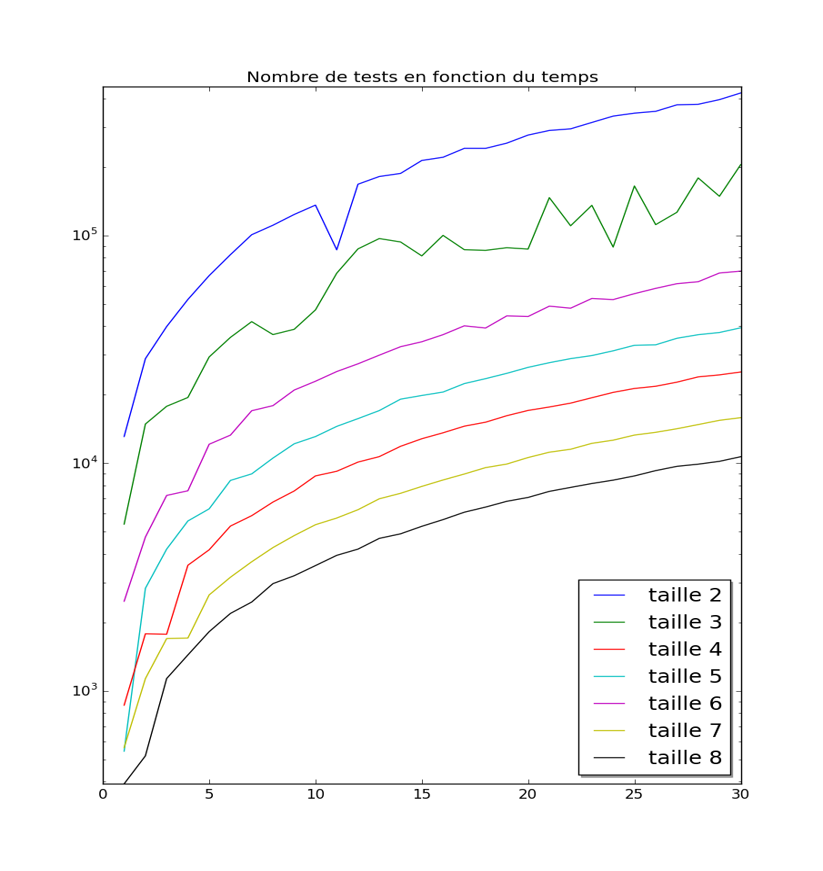 Nombre de tests en fonction du temps
10^5
10^4
10^3
0 5 10 15 20 25 30
taille 2
taille 3
taille 4
taille 5
taille 6
taille 7
taille 8